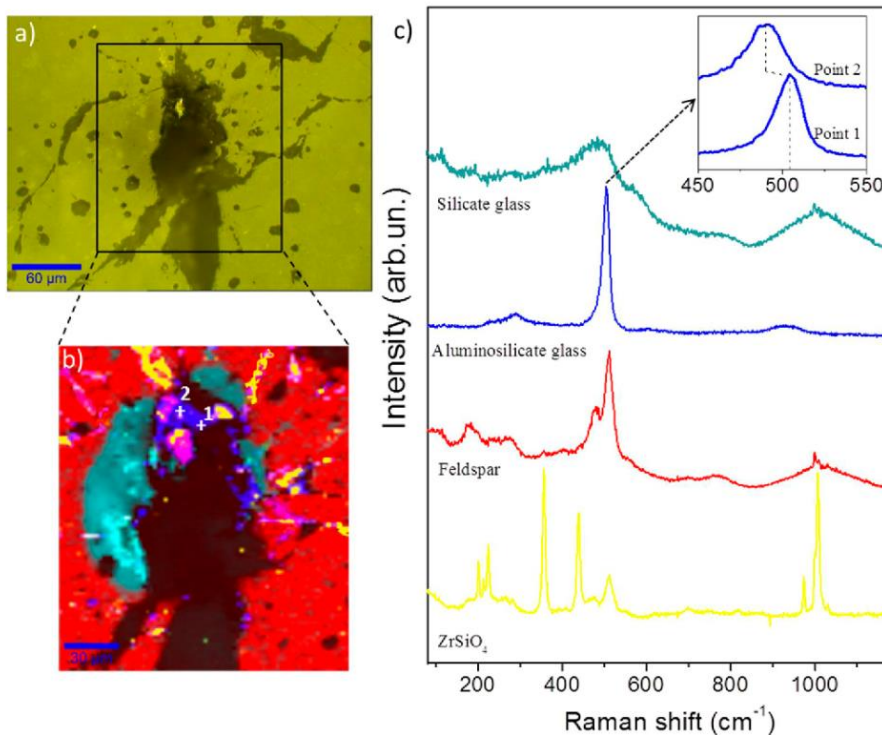 a)
60 µm
b)
2
1
30 µm
c)
Intensity (arb.un.)
Silicate glass
Aluminosilicate glass
Feldspar
ZrSiO₄
Point 2
Point 1
450 500 550
200 400 600 800 1000
Raman shift (cm⁻¹)